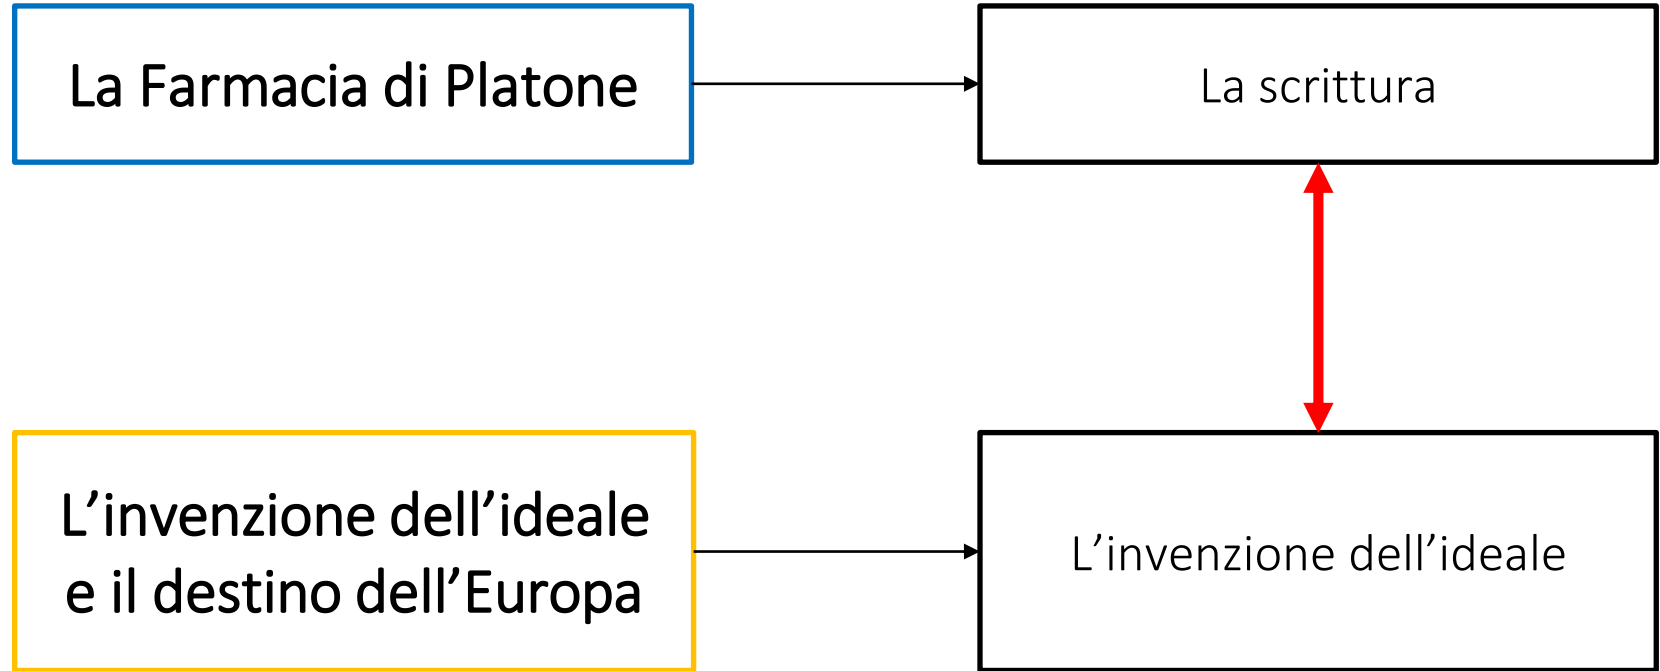 La Farmacia di Platone
La scrittura
L’invenzione dell’ideale
e il destino dell’Europa
L’invenzione dell’ideale